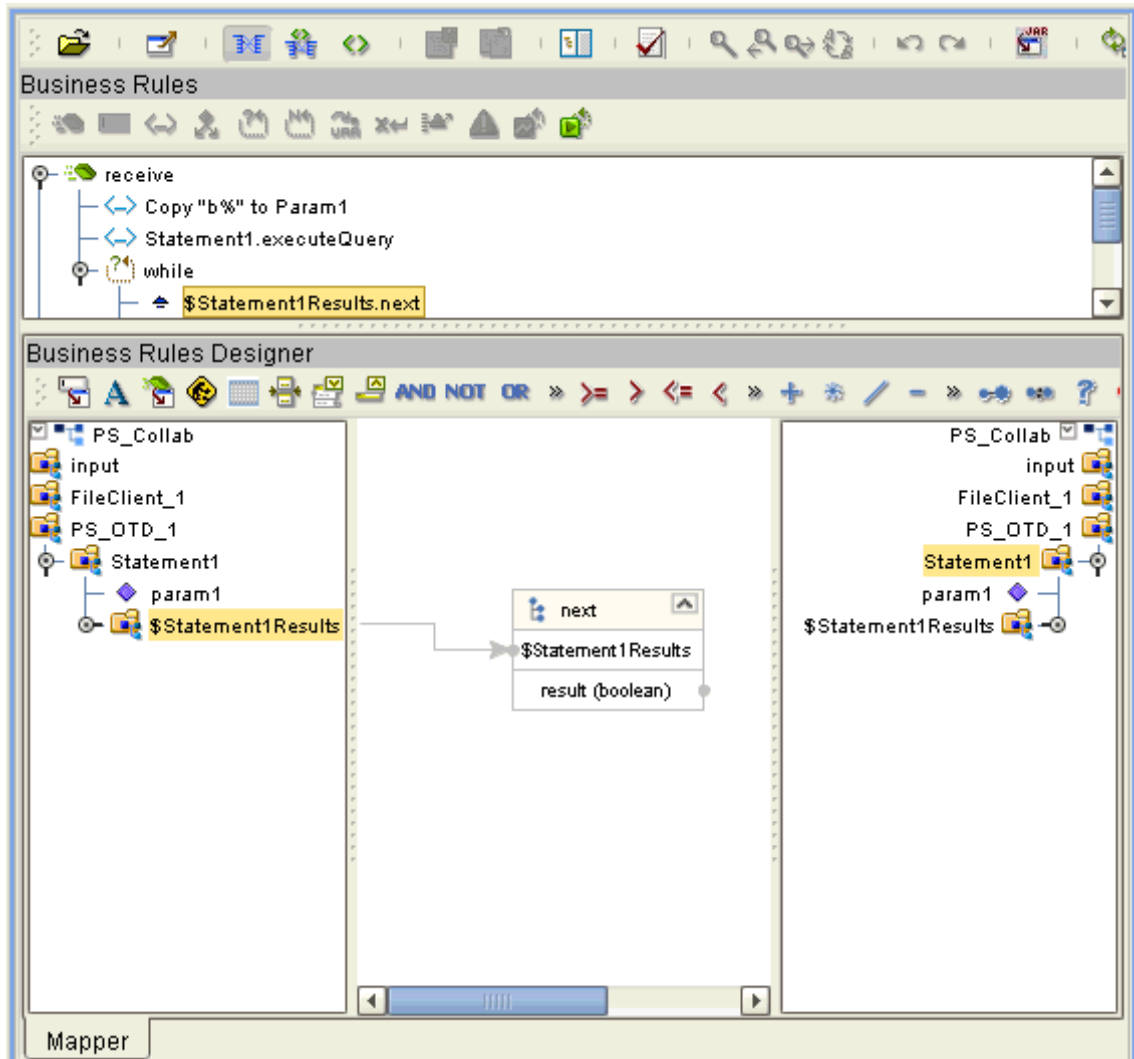 JAR
Business Rules
receive
Copy "b%" to Param1
Statement1.executeQuery
while
$Statement1Results.next
Business Rules Designer
A AND NOT OR » >= > <= < » + / - » ?
PS_Collab
input
FileClient_1
PS_OTD_1
Statement1
param1
$Statement1Results
next
$Statement1Results
result (boolean)
PS_Collab
input
FileClient_1
PS_OTD_1
Statement1
param1
$Statement1Results
Mapper